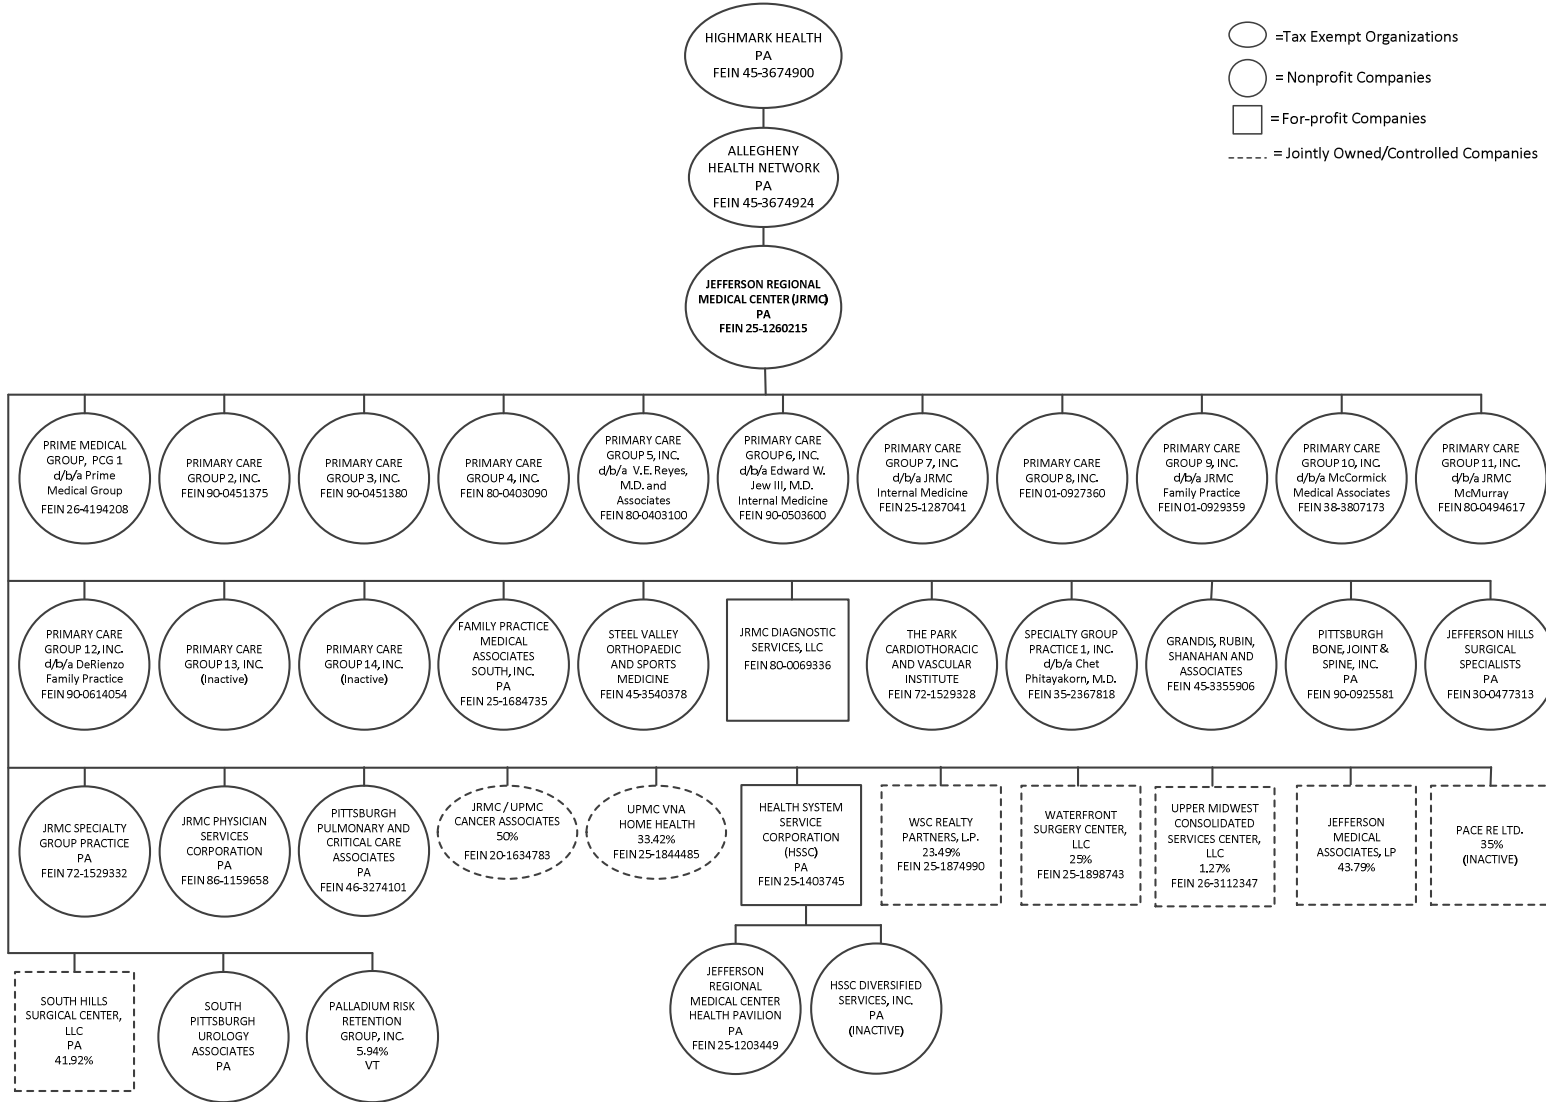 HIGHMARK HEALTH
PA
FEIN 45-3674900
=Tax Exempt Organizations
= Nonprofit Companies
= For-profit Companies
= Jointly Owned/Controlled Companies
ALLEGHENY
HEALTH NETWORK
PA
FEIN 45-3674924
JEFFERSON REGIONAL
MEDICAL CENTER (JRMC)
PA
FEIN 25-1260215
PRIME MEDICAL
GROUP, PCG 1
d/b/a Prime
Medical Group
FEIN 26-4194208
PRIMARY CARE
GROUP 2, INC.
FEIN 90-0451375
PRIMARY CARE
GROUP 3, INC.
FEIN 90-0451380
PRIMARY CARE
GROUP 4, INC.
FEIN 80-0403090
PRIMARY CARE
GROUP 5, INC.
d/b/a V.E. Reyes,
M.D. and
Associates
FEIN 80-0403100
PRIMARY CARE
GROUP 6, INC.
d/b/a Edward W.
Jew III, M.D.
Internal Medicine
FEIN 90-0503600
PRIMARY CARE
GROUP 7, INC.
d/b/a JRMC
Internal Medicine
FEIN 25-1287041
PRIMARY CARE
GROUP 8, INC.
FEIN 01-0927360
PRIMARY CARE
GROUP 9, INC.
d/b/a JRMC
Family Practice
FEIN 01-0929359
PRIMARY CARE
GROUP 10, INC.
d/b/a McCormick
Medical Associates
FEIN 38-3807173
PRIMARY CARE
GROUP 11, INC.
d/b/a JRMC
McMurray
FEIN 80-0494617
PRIMARY CARE
GROUP 12, INC.
d/b/a DeRienzo
Family Practice
FEIN 90-0614054
PRIMARY CARE
GROUP 13, INC.
(Inactive)
PRIMARY CARE
GROUP 14, INC.
(Inactive)
FAMILY PRACTICE
MEDICAL
ASSOCIATES
SOUTH, INC.
PA
FEIN 25-1684735
STEEL VALLEY
ORTHOPAEDIC
AND SPORTS
MEDICINE
FEIN 45-3540378
JRMC DIAGNOSTIC
SERVICES, LLC
FEIN 80-0069336
THE PARK
CARDIOTHORACIC
AND VASCULAR
INSTITUTE
FEIN 72-1529328
SPECIALTY GROUP
PRACTICE 1, INC.
d/b/a Chet
Phitayakorn, M.D.
FEIN 35-2367818
GRANDIS, RUBIN,
SHANAHAN AND
ASSOCIATES
FEIN 45-3355906
PITTSBURGH
BONE, JOINT &
SPINE, INC.
PA
FEIN 90-0925581
JEFFERSON HILLS
SURGICAL
SPECIALISTS
PA
FEIN 30-0477313
JRMC SPECIALTY
GROUP PRACTICE
PA
FEIN 72-1529332
JRMC PHYSICIAN
SERVICES
CORPORATION
PA
FEIN 86-1159658
PITTSBURGH
PULMONARY AND
CRITICAL CARE
ASSOCIATES
PA
FEIN 46-3274101
JRMC / UPMC
CANCER ASSOCIATES
50%
FEIN 20-1634783
UPMC VNA
HOME HEALTH
33.42%
FEIN 25-1844485
HEALTH SYSTEM
SERVICE
CORPORATION
(HSSC)
PA
FEIN 25-1403745
WSC REALTY
PARTNERS, L.P.
23.49%
FEIN 25-1874990
WATERFRONT
SURGERY CENTER,
LLC
25%
FEIN 25-1898743
UPPER MIDWEST
CONSOLIDATED
SERVICES CENTER,
LLC
1.27%
FEIN 26-3112347
JEFFERSON
MEDICAL
ASSOCIATES, LP
43.79%
PACE RE LTD.
35%
(INACTIVE)
SOUTH HILLS
SURGICAL CENTER,
LLC
PA
41.92%
SOUTH
PITTSBURGH
UROLOGY
ASSOCIATES
PA
PALLADIUM RISK
RETENTION
GROUP, INC.
5.94%
VT
JEFFERSON
REGIONAL
MEDICAL CENTER
HEALTH PAVILION
PA
FEIN 25-1203449
HSSC DIVERSIFIED
SERVICES, INC.
PA
(INACTIVE)